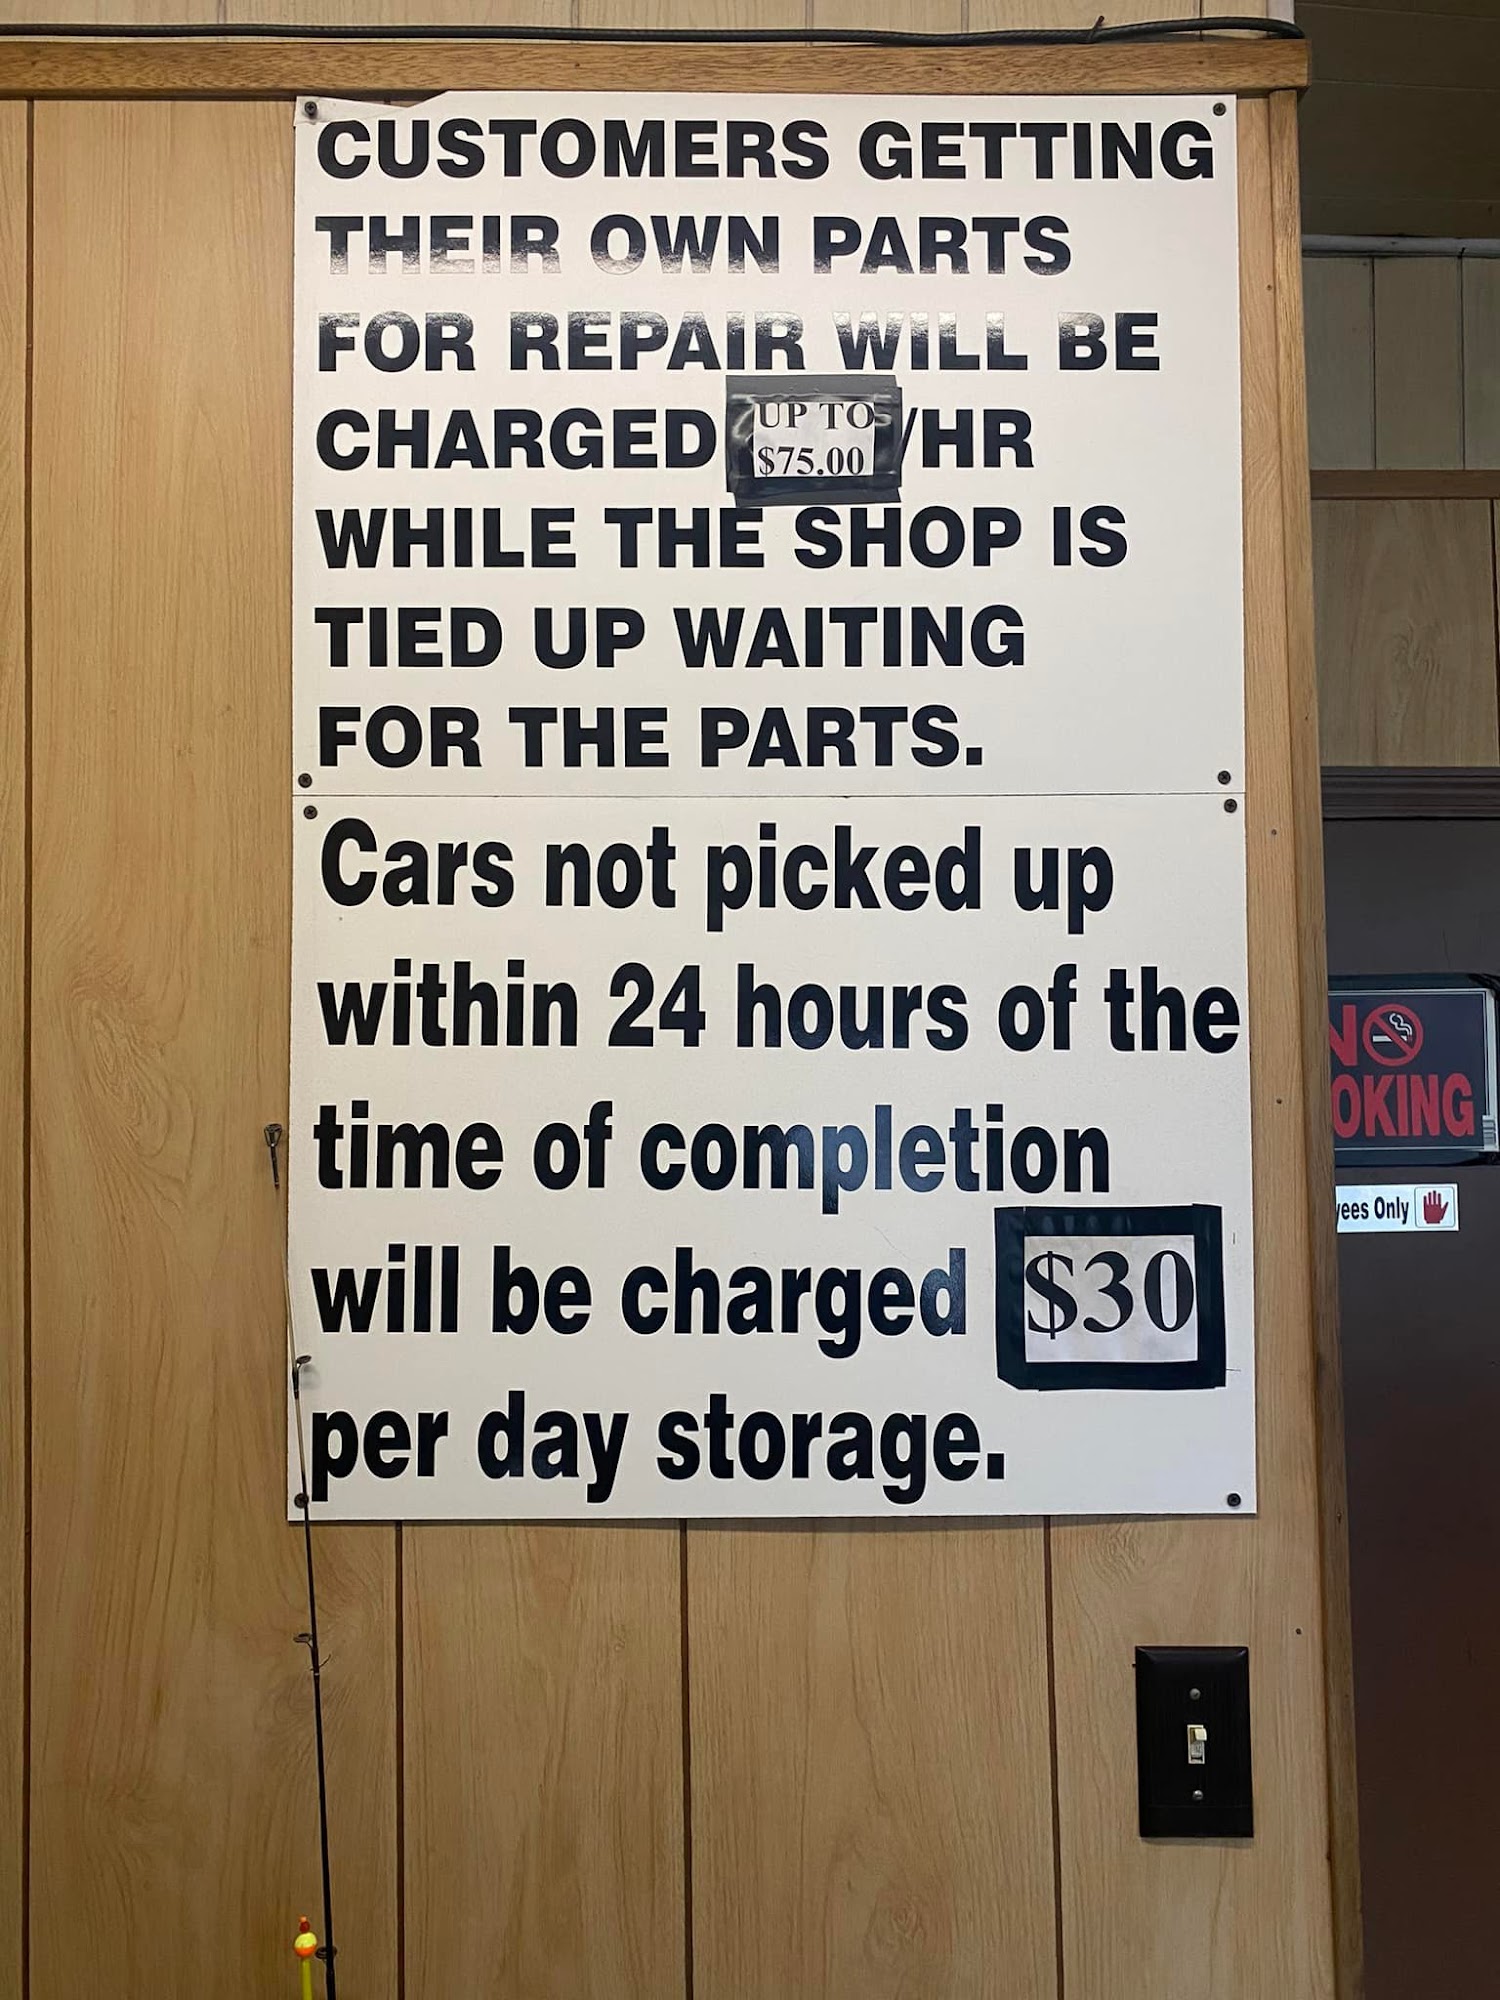 CUSTOMERS GETTING
THEIR OWN PARTS
FOR REPAIR WILL BE
CHARGED UP TO $75.00 /HR
WHILE THE SHOP IS
TIED UP WAITING
FOR THE PARTS.
Cars not picked up
within 24 hours of the
time of completion
will be charged $30
per day storage.
NO
OKING
yees Only